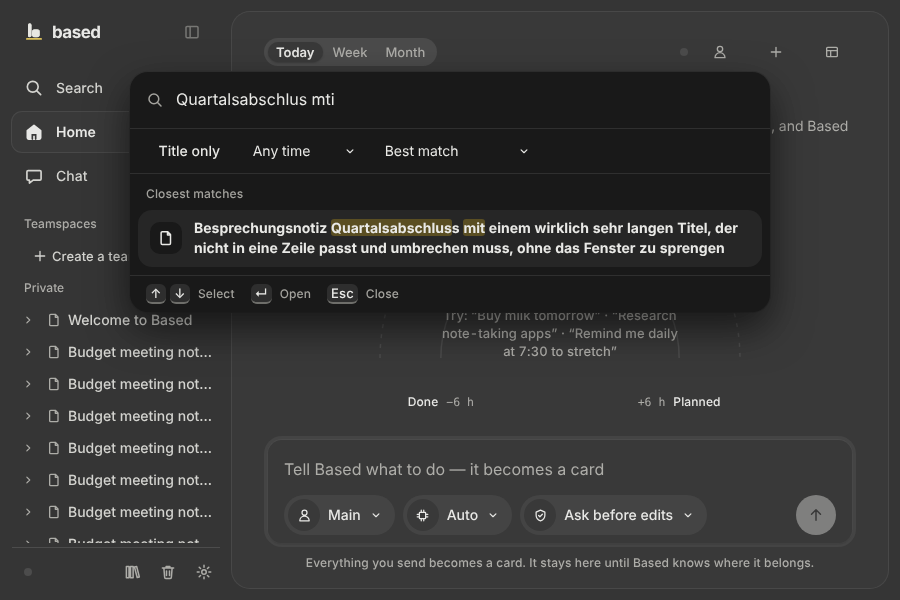 based
Today Week Month
Search
Quartalsabschlus mti
Home
, and Based
Title only Any time Best match
Chat
Closest matches
Teamspaces
Besprechungsnotiz Quartalsabschluss mit einem wirklich sehr langen Titel, der
nicht in eine Zeile passt und umbrechen muss, ohne das Fenster zu sprengen
Create a tea
Private
Select Open Esc Close
Welcome to Based
Try: “Buy milk tomorrow” · “Research
note-taking apps” · “Remind me daily
at 7:30 to stretch”
Budget meeting not...
Budget meeting not...
Budget meeting not...
Budget meeting not...
Budget meeting not...
Budget meeting not...
Done −6 h +6 h Planned
Tell Based what to do — it becomes a card
Main Auto Ask before edits
Everything you send becomes a card. It stays here until Based knows where it belongs.